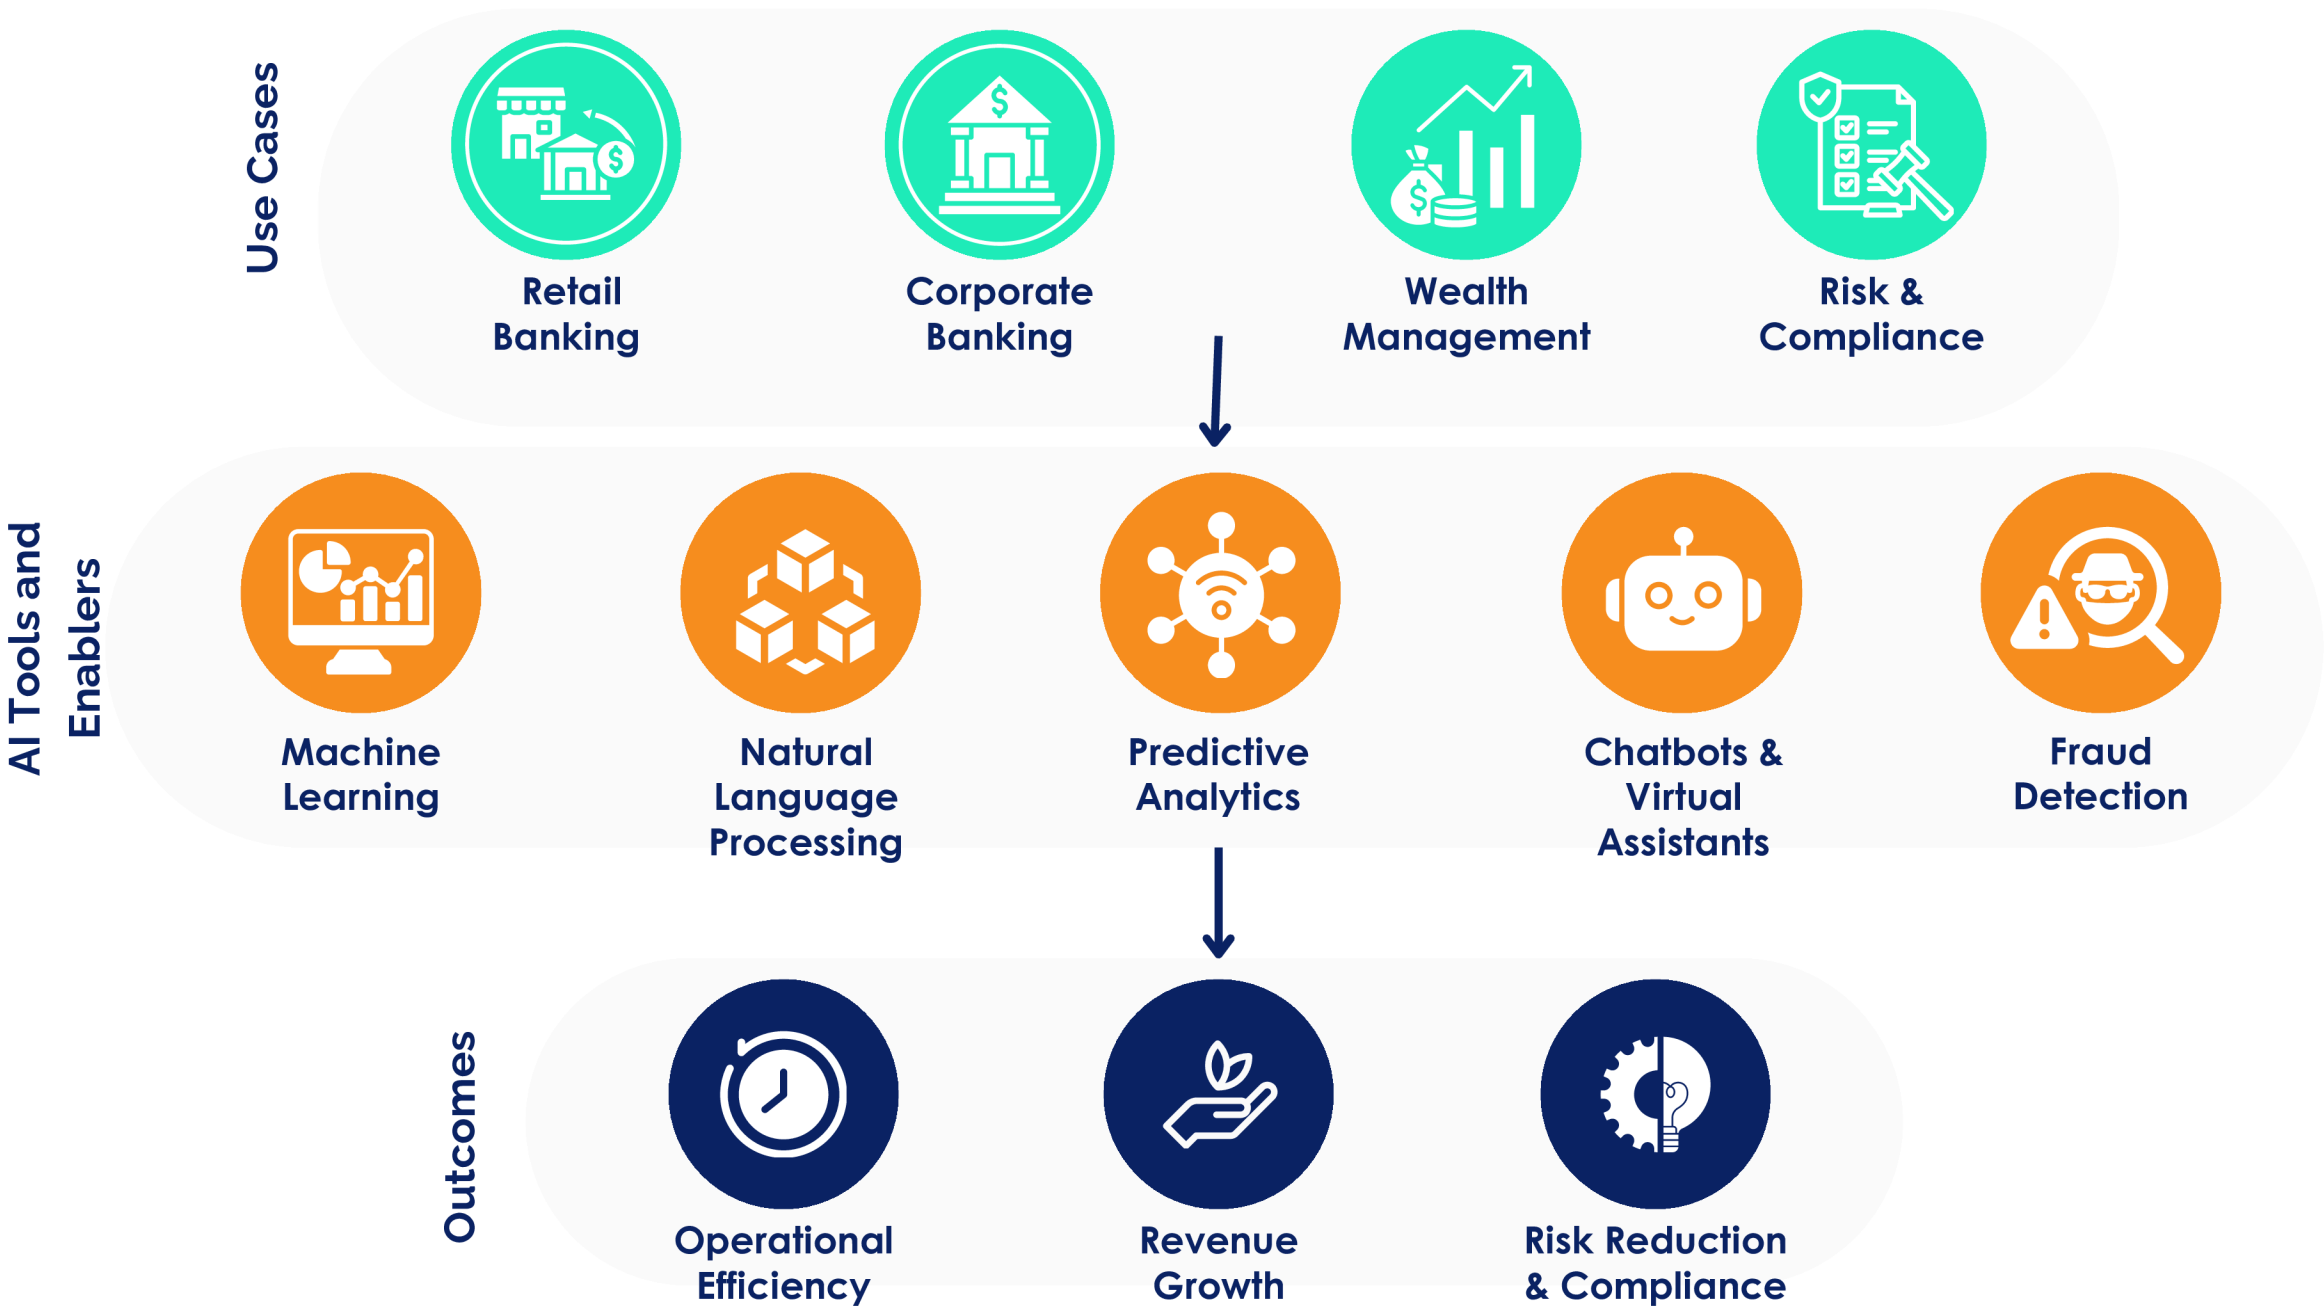 Use Cases
Retail
Banking
Corporate
Banking
Wealth
Management
Risk &
Compliance
AI Tools and
Enablers
Machine
Learning
Natural
Language
Processing
Predictive
Analytics
Chatbots &
Virtual
Assistants
Fraud
Detection
Outcomes
Operational
Efficiency
Revenue
Growth
Risk Reduction
& Compliance